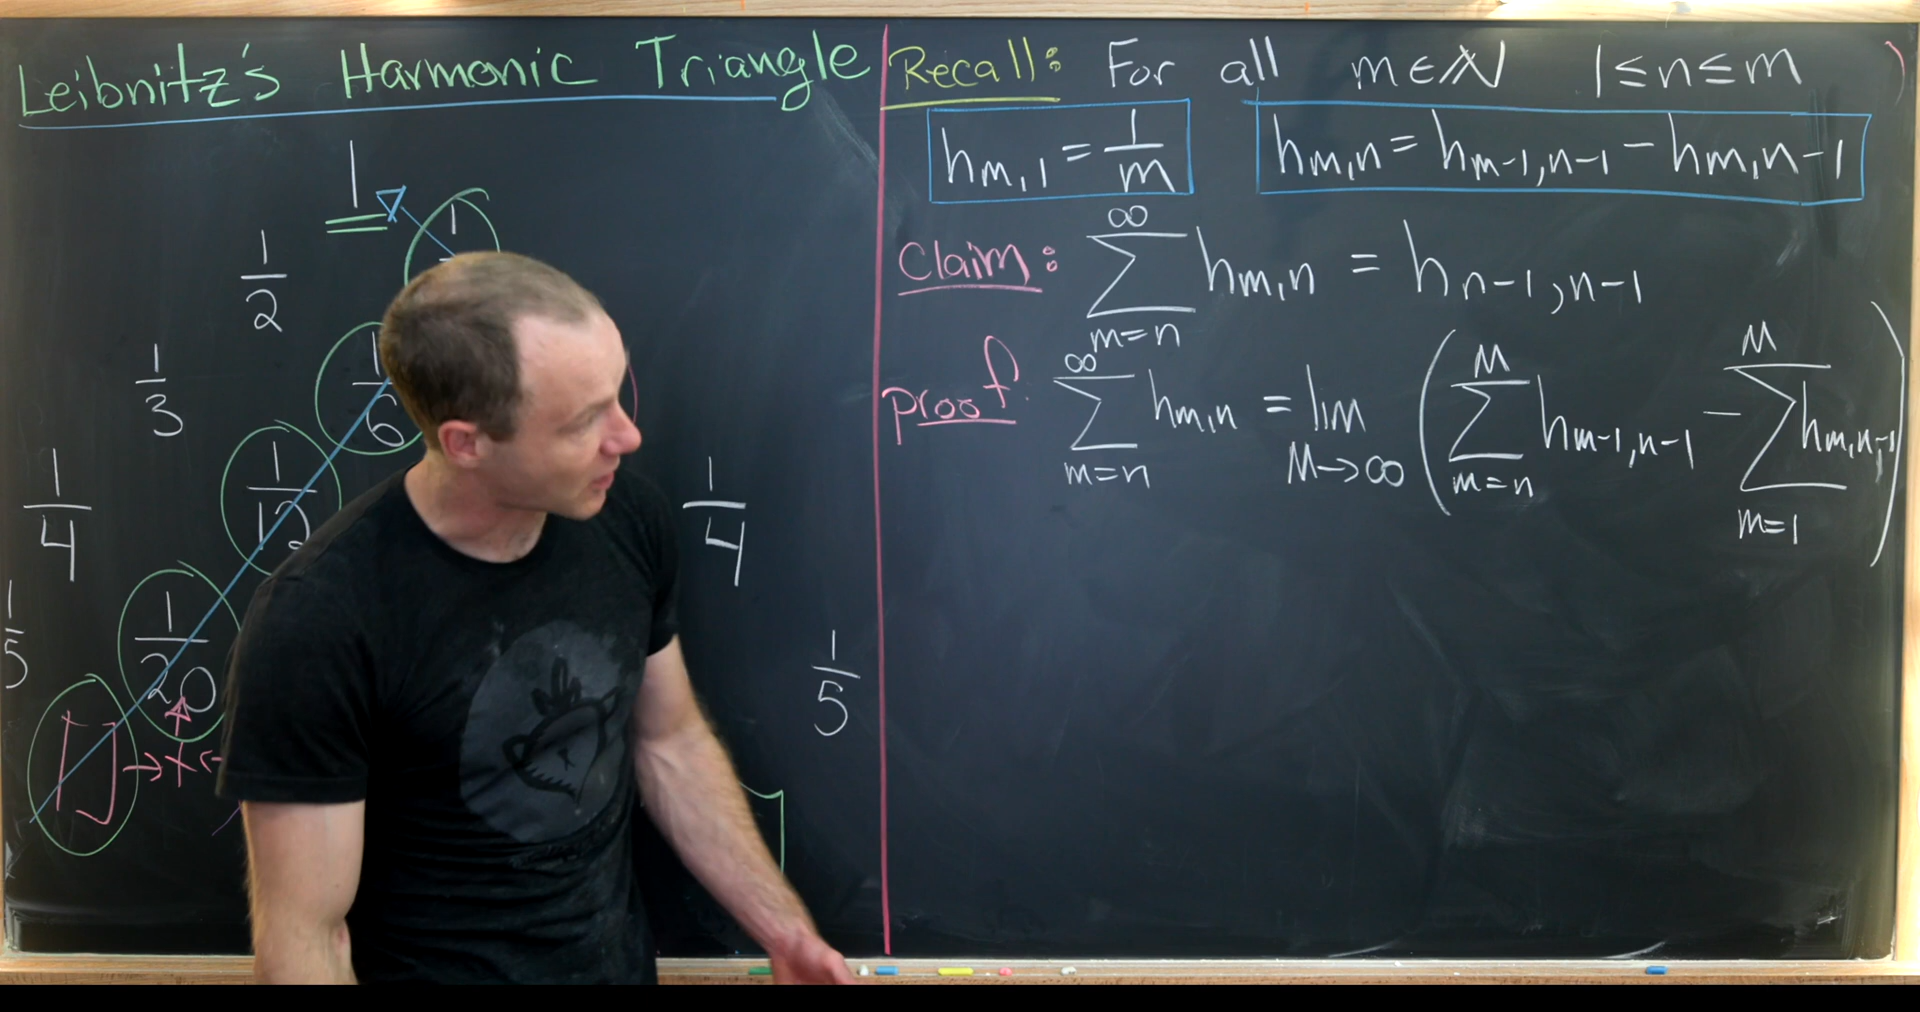 Leibnitz's Harmonic Triangle
1
1
1/2
1/3
1/6
1/4
1/12
1/4
1/5
1/20
1/5
[] → x ←
Recall: For all m∈ℕ 1≤n≤m )
h_{m,1} = 1/m
h_{m,n} = h_{m-1,n-1} - h_{m,n-1}
Claim: ∑_{m=n}^{∞} h_{m,n} = h_{n-1,n-1}
proof: ∑_{m=n}^{∞} h_{m,n} = lim_{M→∞} ( ∑_{m=n}^{M} h_{m-1,n-1} - ∑_{m=1}^{M} h_{m,n-1} )